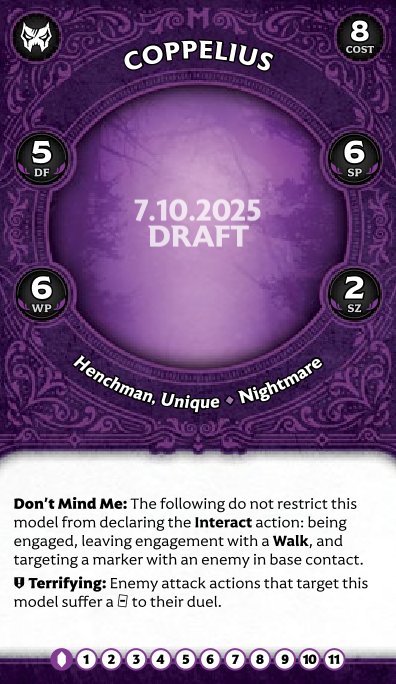 COPPELIUS
8
COST
5
DF
6
SP
7.10.2025
DRAFT
6
WP
2
SZ
Henchman, Unique ◆ Nightmare
Don't Mind Me: The following do not restrict this
model from declaring the Interact action: being
engaged, leaving engagement with a Walk, and
targeting a marker with an enemy in base contact.
Terrifying: Enemy attack actions that target this
model suffer a to their duel.
1 2 3 4 5 6 7 8 9 10 11